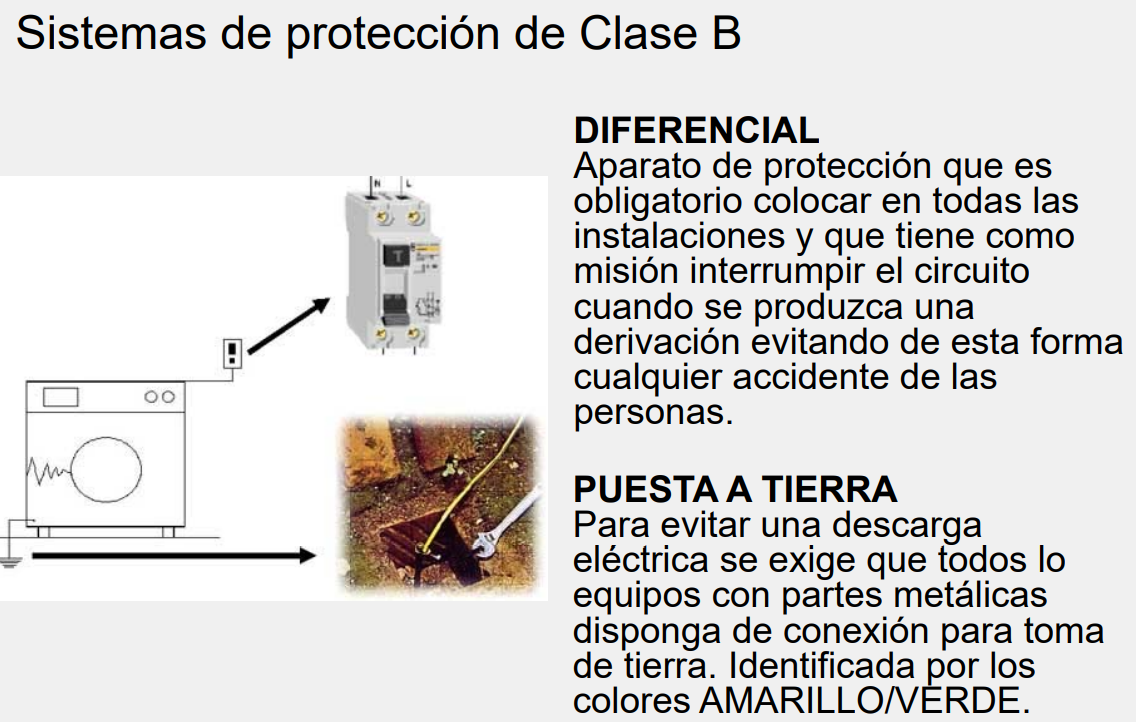 Sistemas de protección de Clase B
DIFERENCIAL
Aparato de protección que es
obligatorio colocar en todas las
instalaciones y que tiene como
misión interrumpir el circuito
cuando se produzca una
derivación evitando de esta forma
cualquier accidente de las
personas.
N L
T
PUESTA A TIERRA
Para evitar una descarga
eléctrica se exige que todos lo
equipos con partes metálicas
disponga de conexión para toma
de tierra. Identificada por los
colores AMARILLO/VERDE.